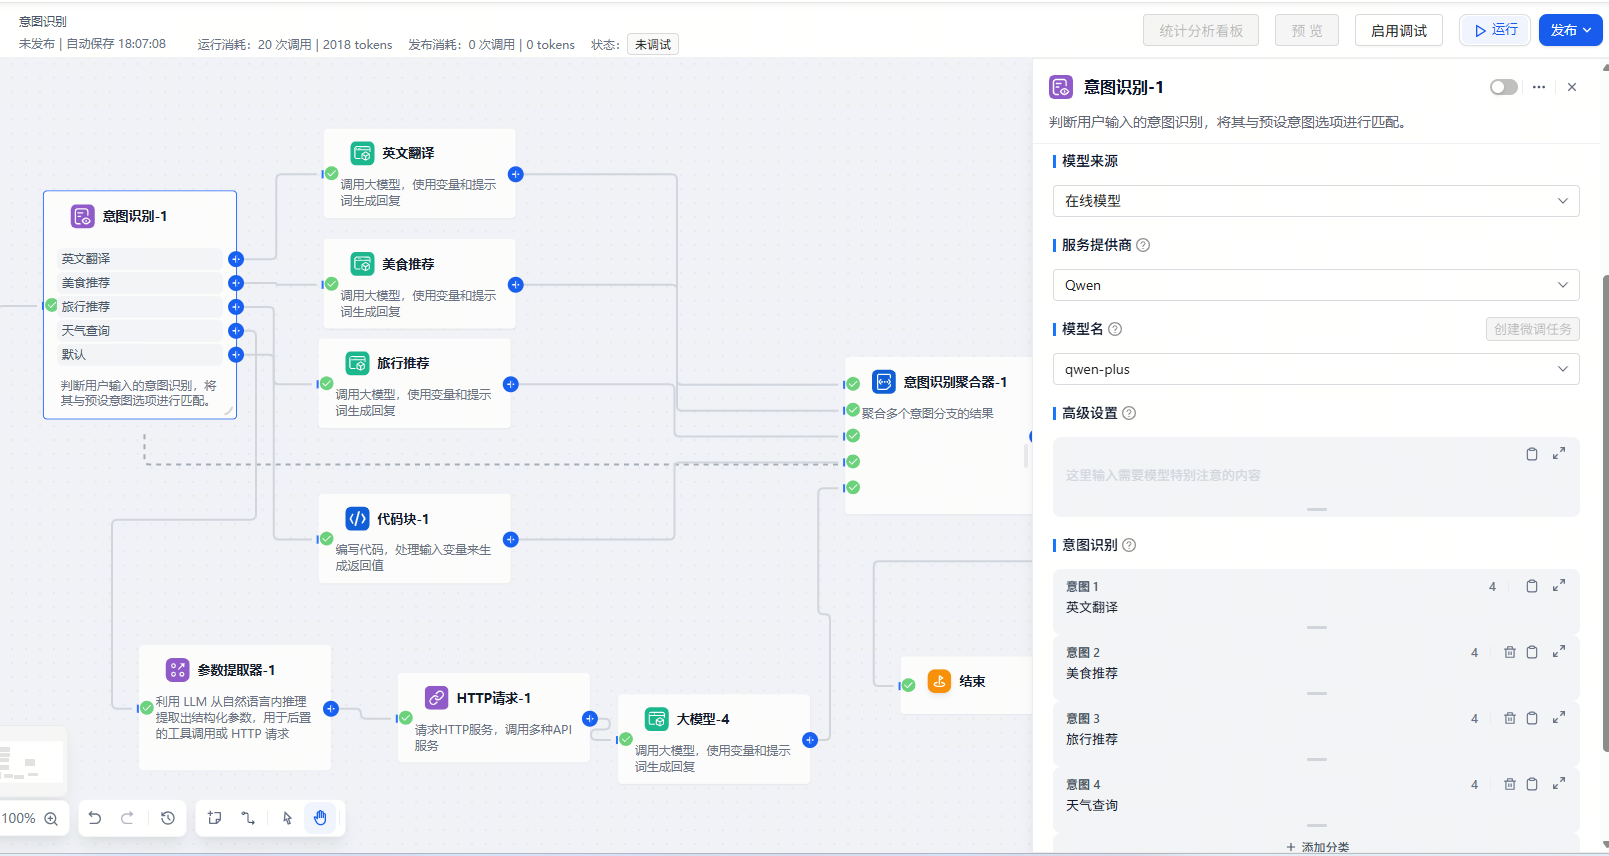 意图识别
未发布 | 自动保存 18:07:08
运行消耗：20 次调用 | 2018 tokens
发布消耗：0 次调用 | 0 tokens
状态：
未调试
统计分析看板
预 览
启用调试
运行
发布
意图识别-1
英文翻译
美食推荐
旅行推荐
天气查询
默认
判断用户输入的意图识别，将
其与预设意图选项进行匹配。
英文翻译
调用大模型，使用变量和提示
词生成回复
美食推荐
调用大模型，使用变量和提示
词生成回复
旅行推荐
调用大模型，使用变量和提示
词生成回复
代码块-1
编写代码，处理输入变量来生
成返回值
意图识别聚合器-1
聚合多个意图分支的结果
参数提取器-1
利用 LLM 从自然语言内推理
提取出结构化参数，用于后置
的工具调用或 HTTP 请求
HTTP请求-1
请求HTTP服务，调用多种API
服务
大模型-4
调用大模型，使用变量和提示
词生成回复
结束
100%
意图识别-1
判断用户输入的意图识别，将其与预设意图选项进行匹配。
模型来源
在线模型
服务提供商
Qwen
模型名
创建微调任务
qwen-plus
高级设置
这里输入需要模型特别注意的内容
意图识别
意图 1
4
英文翻译
意图 2
4
美食推荐
意图 3
4
旅行推荐
意图 4
4
天气查询
+ 添加分类